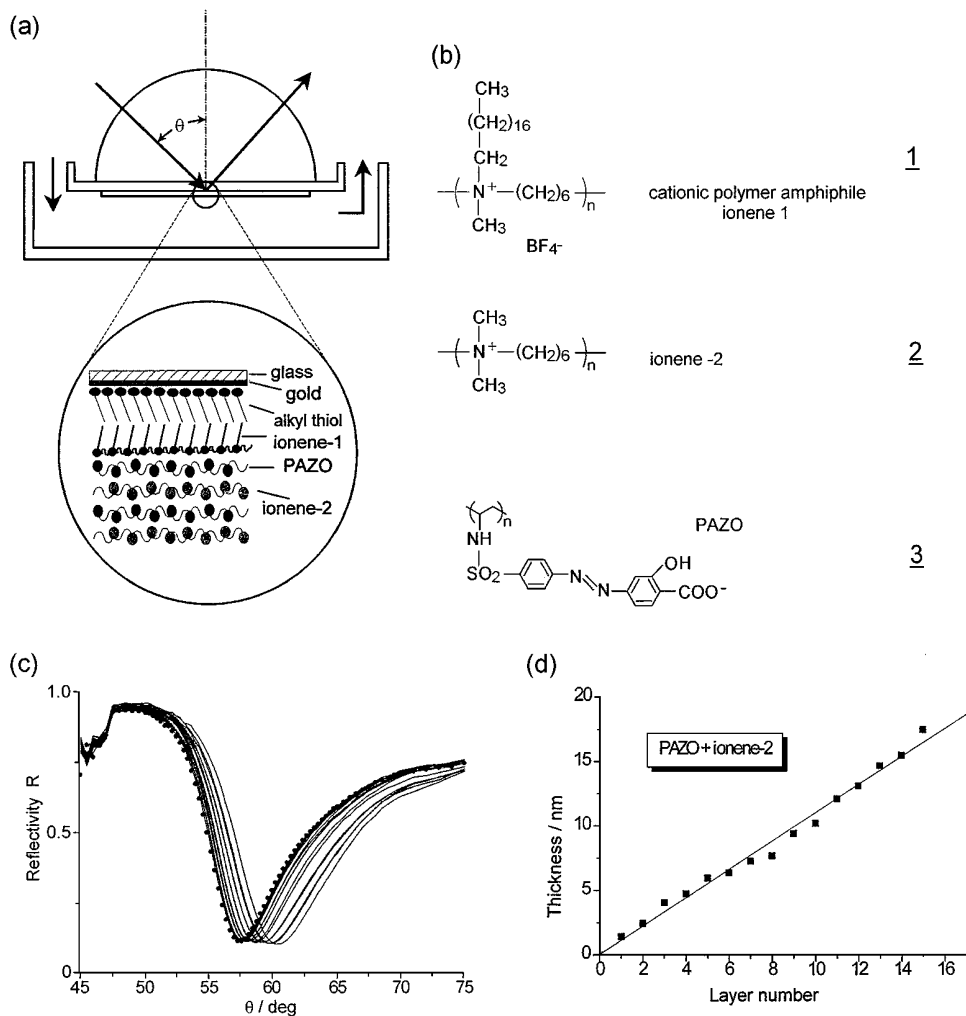 (a)
θ
glass
gold
alkyl thiol
ionene-1
PAZO
ionene-2
(b)
CH3
(CH2)16
CH2
( N+ (CH2)6 )n
CH3
BF4-
cationic polymer amphiphile
ionene 1
1
CH3
( N+ (CH2)6 )n
CH3
ionene -2
2
( )n
NH
SO2
N=N
OH
COO-
PAZO
3
(c)
Reflectivity R
1.0
0.5
0
45 50 55 60 65 70 75
θ / deg
(d)
Thickness / nm
20
15
10
5
0
PAZO+ionene-2
0 2 4 6 8 10 12 14 16
Layer number